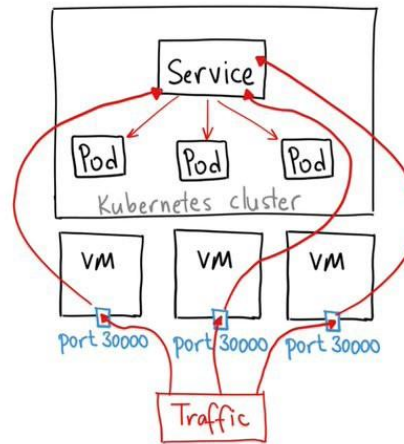 Service
Pod Pod Pod
Kubernetes cluster
VM VM VM
port 30000 port 30000 port 30000
Traffic